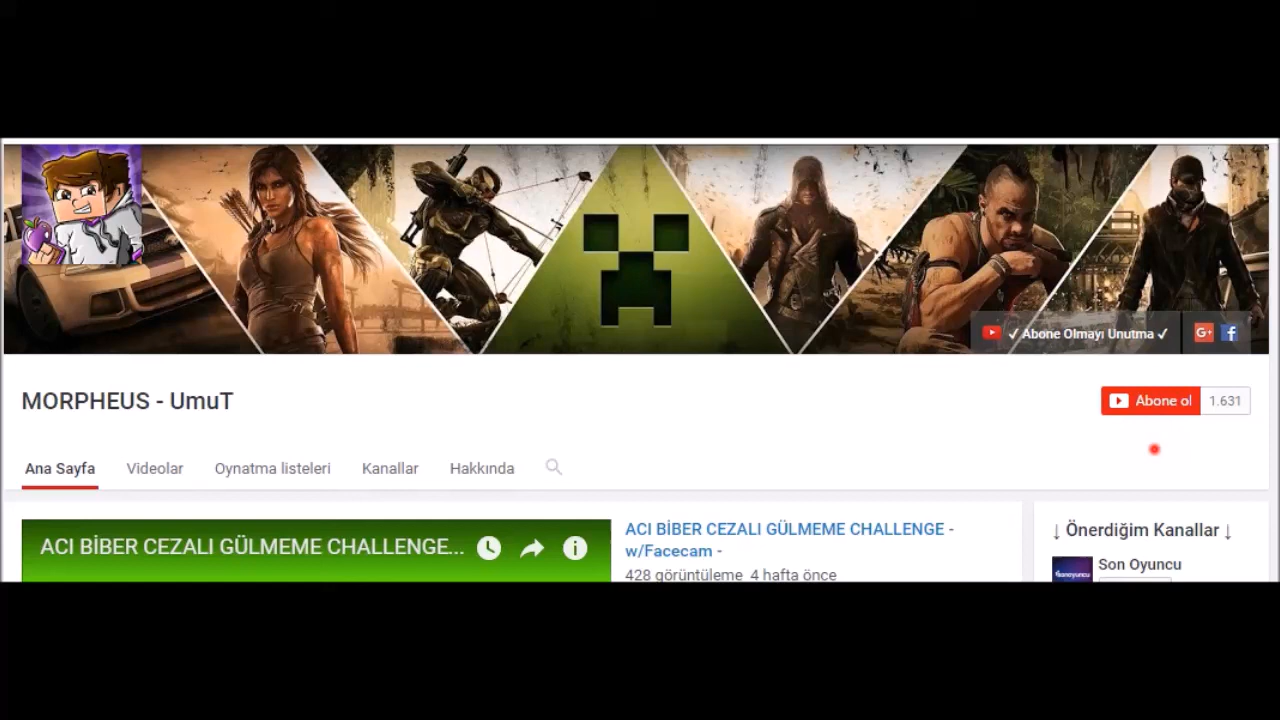 ✓ Abone Olmayı Unutma ✓
G+
f
MORPHEUS - UmuT
Abone ol
1.631
Ana Sayfa
Videolar
Oynatma listeleri
Kanallar
Hakkında
ACI BİBER CEZALI GÜLMEME CHALLENGE...
ACI BİBER CEZALI GÜLMEME CHALLENGE -
w/Facecam -
428 görüntüleme 4 hafta önce
↓ Önerdiğim Kanallar ↓
Son Oyuncu